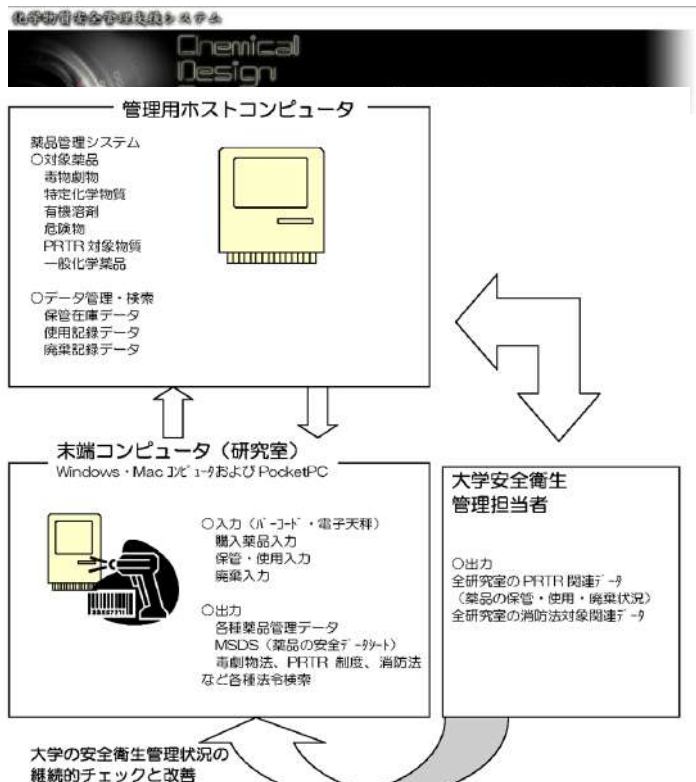 化学物質安全管理支援システム
Chemical
Design
管理用ホストコンピュータ
薬品管理システム
○対象薬品
毒物劇物
特定化学物質
有機溶剤
危険物
PRTR対象物質
一般化学薬品
○データ管理・検索
保管在庫データ
使用記録データ
廃棄記録データ
末端コンピュータ（研究室）
Windows・Mac ｺﾝﾋﾟｭｰﾀおよび PocketPC
○入力（ﾊﾞｰｺｰﾄﾞ・電子天秤）
購入薬品入力
保管・使用入力
廃棄入力
○出力
各種薬品管理データ
MSDS（薬品の安全ﾃﾞｰﾀｼｰﾄ）
毒劇物法、PRTR 制度、消防法
など各種法令検索
大学安全衛生
管理担当者
○出力
全研究室の PRTR 関連ﾃﾞｰﾀ
（薬品の保管・使用・廃棄状況）
全研究室の消防法対象関連ﾃﾞｰﾀ
大学の安全衛生管理状況の
継続的チェックと改善